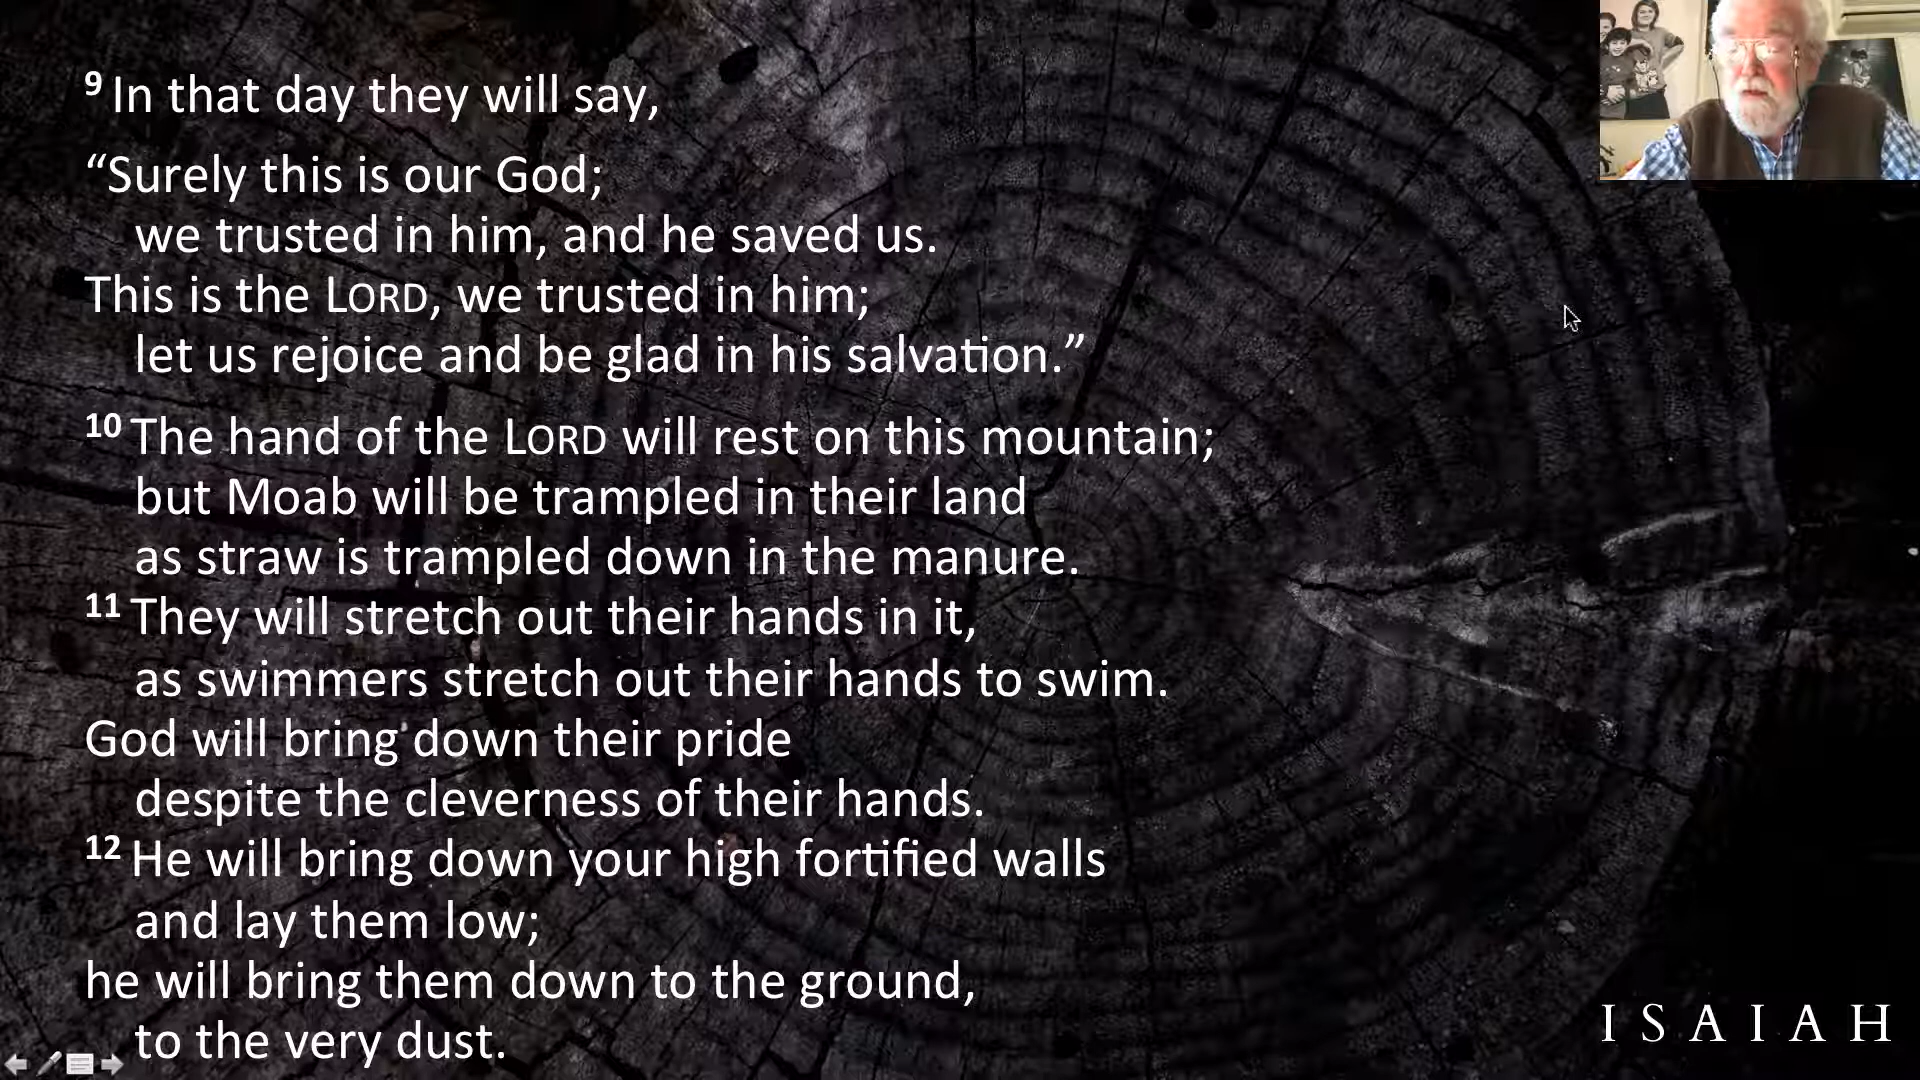 9 In that day they will say,
“Surely this is our God;
we trusted in him, and he saved us.
This is the LORD, we trusted in him;
let us rejoice and be glad in his salvation.”
10 The hand of the LORD will rest on this mountain;
but Moab will be trampled in their land
as straw is trampled down in the manure.
11 They will stretch out their hands in it,
as swimmers stretch out their hands to swim.
God will bring down their pride
despite the cleverness of their hands.
12 He will bring down your high fortified walls
and lay them low;
he will bring them down to the ground,
to the very dust.
ISAIAH